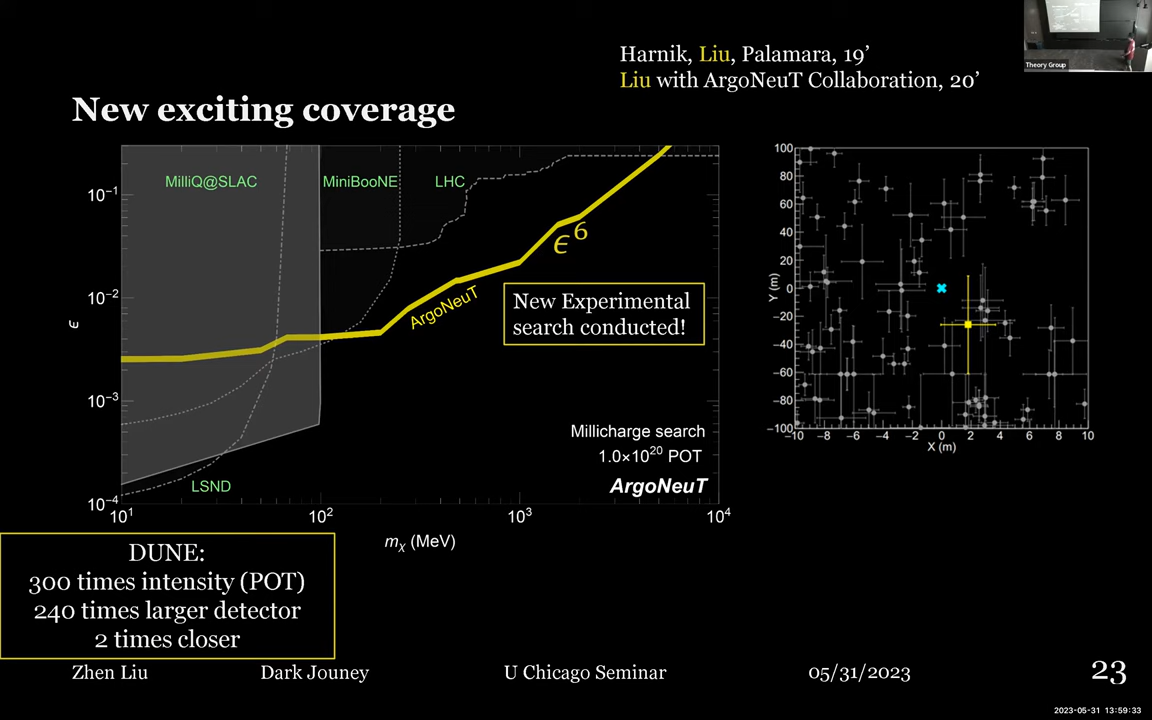 Harnik, Liu, Palamara, 19’
Liu with ArgoNeuT Collaboration, 20’
Theory Group
New exciting coverage
MilliQ@SLAC
MiniBooNE
LHC
ϵ⁶
ArgoNeuT
New Experimental
search conducted!
Millicharge search
1.0×10²⁰ POT
ArgoNeuT
LSND
10⁻¹
10⁻²
10⁻³
10⁻⁴
ϵ
10¹ 10² 10³ 10⁴
mχ (MeV)
100
80
60
40
20
0
−20
−40
−60
−80
−100
Y (m)
−10 −8 −6 −4 −2 0 2 4 6 8 10
X (m)
DUNE:
300 times intensity (POT)
240 times larger detector
2 times closer
Zhen Liu Dark Jouney U Chicago Seminar 05/31/2023 23
2023-05-31 13:59:33